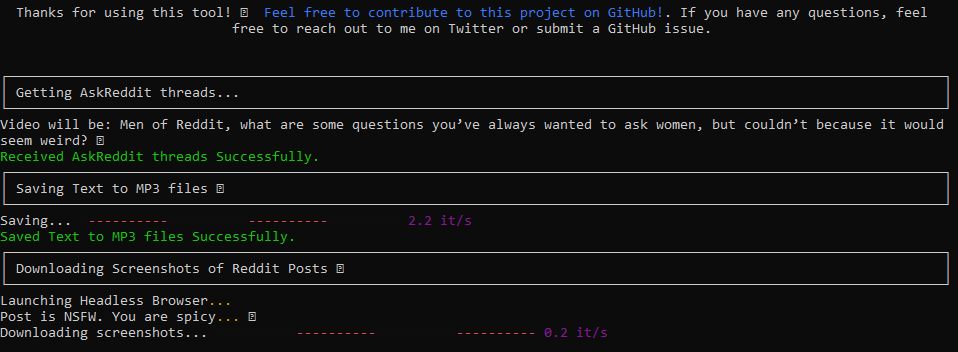 Thanks for using this tool! Feel free to contribute to this project on GitHub!. If you have any questions, feel
free to reach out to me on Twitter or submit a GitHub issue.
Getting AskReddit threads...
Video will be: Men of Reddit, what are some questions you’ve always wanted to ask women, but couldn’t because it would
seem weird?
Received AskReddit threads Successfully.
Saving Text to MP3 files
Saving... ---------- ---------- 2.2 it/s
Saved Text to MP3 files Successfully.
Downloading Screenshots of Reddit Posts
Launching Headless Browser...
Post is NSFW. You are spicy...
Downloading screenshots... ---------- ---------- 0.2 it/s